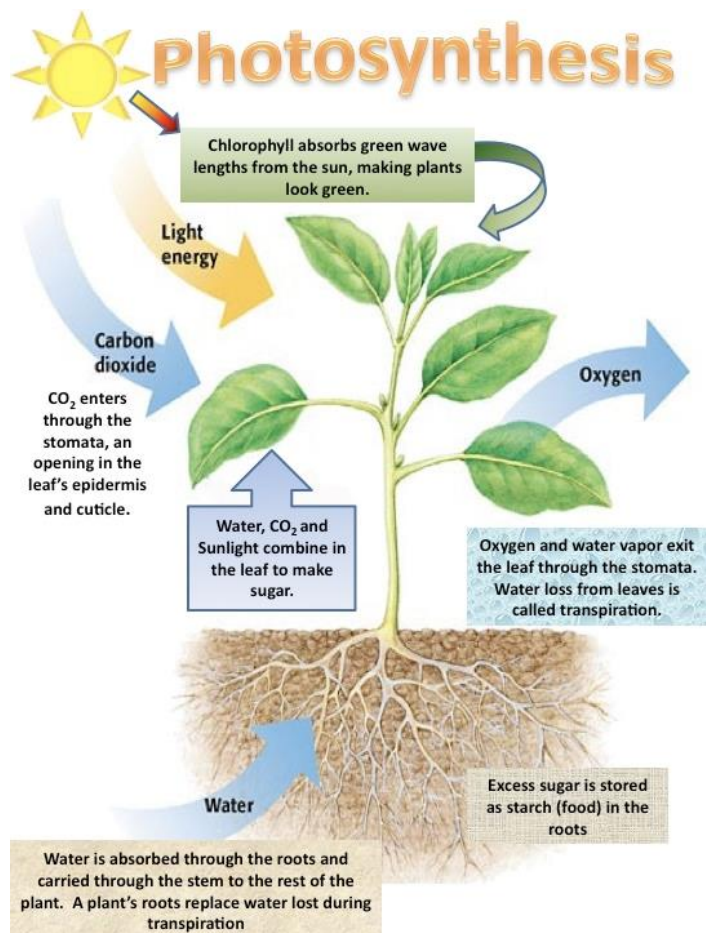 Photosynthesis
Chlorophyll absorbs green wave
lengths from the sun, making plants
look green.
Light
energy
Carbon
dioxide
CO₂ enters
through the
stomata, an
opening in the
leaf's epidermis
and cuticle.
Oxygen
Water, CO₂ and
Sunlight combine in
the leaf to make
sugar.
Oxygen and water vapor exit
the leaf through the stomata.
Water loss from leaves is
called transpiration.
Water
Excess sugar is stored
as starch (food) in the
roots
Water is absorbed through the roots and
carried through the stem to the rest of the
plant.  A plant's roots replace water lost during
transpiration